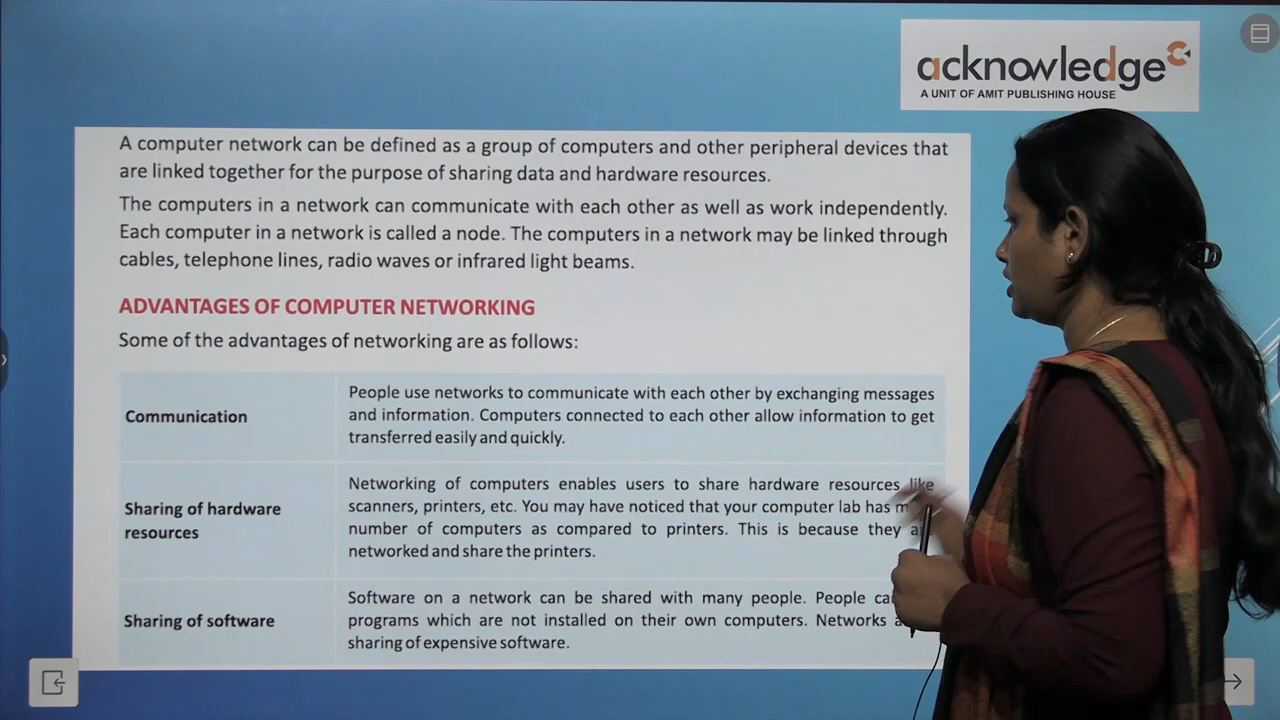 acknowledge
A UNIT OF AMIT PUBLISHING HOUSE
A computer network can be defined as a group of computers and other peripheral devices that
are linked together for the purpose of sharing data and hardware resources.
The computers in a network can communicate with each other as well as work independently.
Each computer in a network is called a node. The computers in a network may be linked through
cables, telephone lines, radio waves or infrared light beams.
ADVANTAGES OF COMPUTER NETWORKING
Some of the advantages of networking are as follows:
Communication
People use networks to communicate with each other by exchanging messages
and information. Computers connected to each other allow information to get
transferred easily and quickly.
Sharing of hardware
resources
Networking of computers enables users to share hardware resources like
scanners, printers, etc. You may have noticed that your computer lab has
number of computers as compared to printers. This is because they
networked and share the printers.
Sharing of software
Software on a network can be shared with many people. People
programs which are not installed on their own computers. Networks
sharing of expensive software.